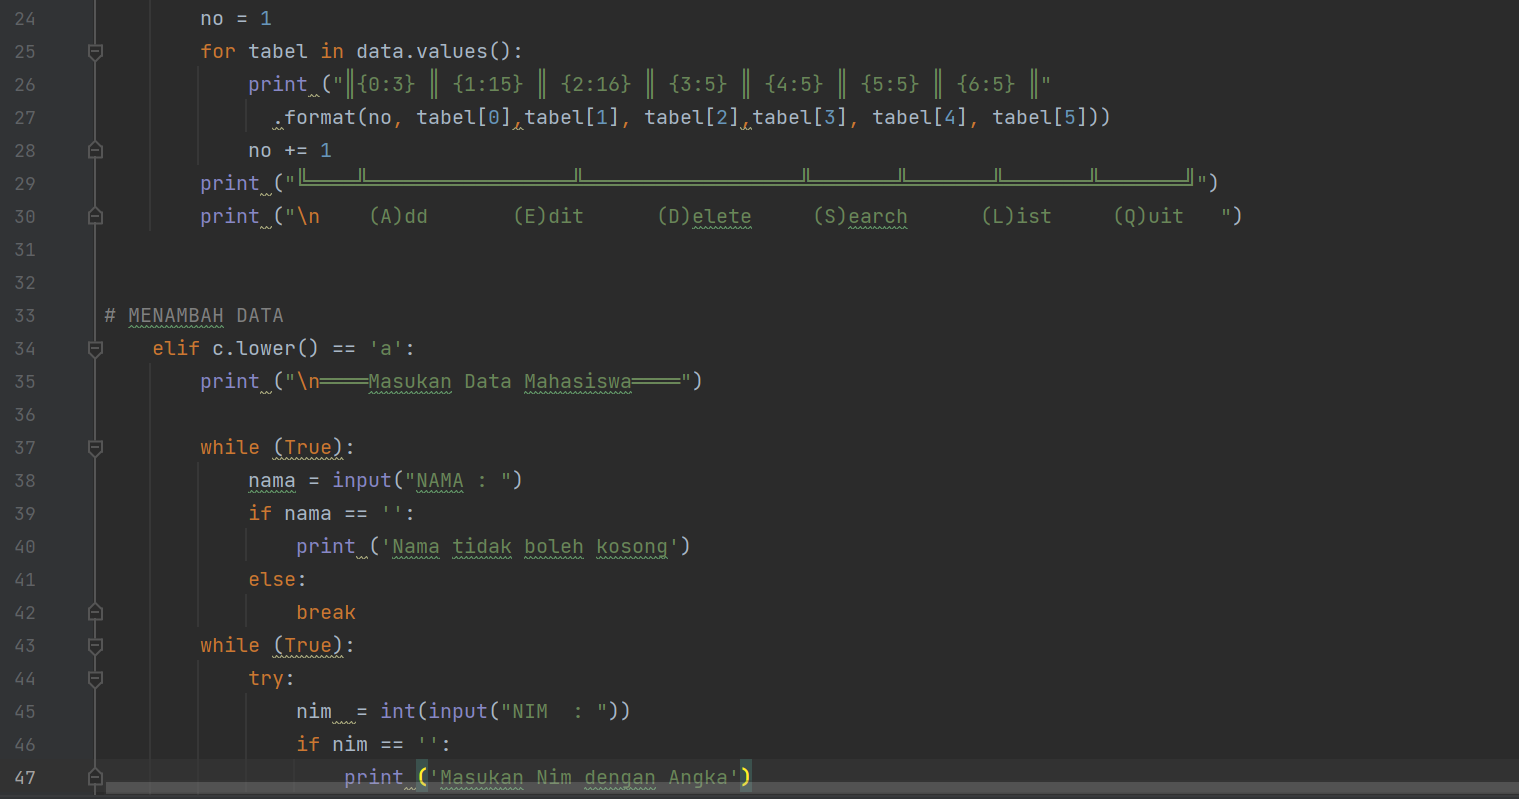 24 no = 1
25 for tabel in data.values():
26 print ("║{0:3} ║ {1:15} ║ {2:16} ║ {3:5} ║ {4:5} ║ {5:5} ║ {6:5} ║"
27 .format(no, tabel[0],tabel[1], tabel[2],tabel[3], tabel[4], tabel[5]))
28 no += 1
29 print ("╚════╩═════════════════╩══════════════════╩═══════╩═══════╩═══════╩═══════╝")
30 print ("\n    (A)dd       (E)dit      (D)elete     (S)earch      (L)ist     (Q)uit   ")
31
32
33 # MENAMBAH DATA
34 elif c.lower() == 'a':
35 print ("\n════Masukan Data Mahasiswa════")
36
37 while (True):
38 nama = input("NAMA : ")
39 if nama == '':
40 print ('Nama tidak boleh kosong')
41 else:
42 break
43 while (True):
44 try:
45 nim  = int(input("NIM  : "))
46 if nim == '':
47 print ('Masukan Nim dengan Angka')